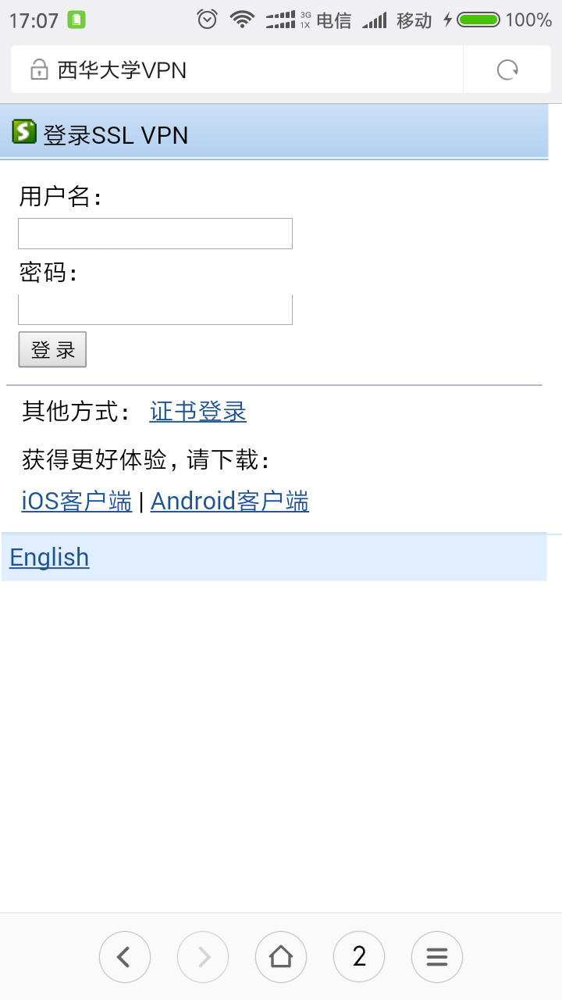 17:07 3G 1X 电信 移动 100%
西华大学VPN
登录SSL VPN
用户名：
密码：
登 录
其他方式： 证书登录
获得更好体验，请下载：
iOS客户端 | Android客户端
English
2